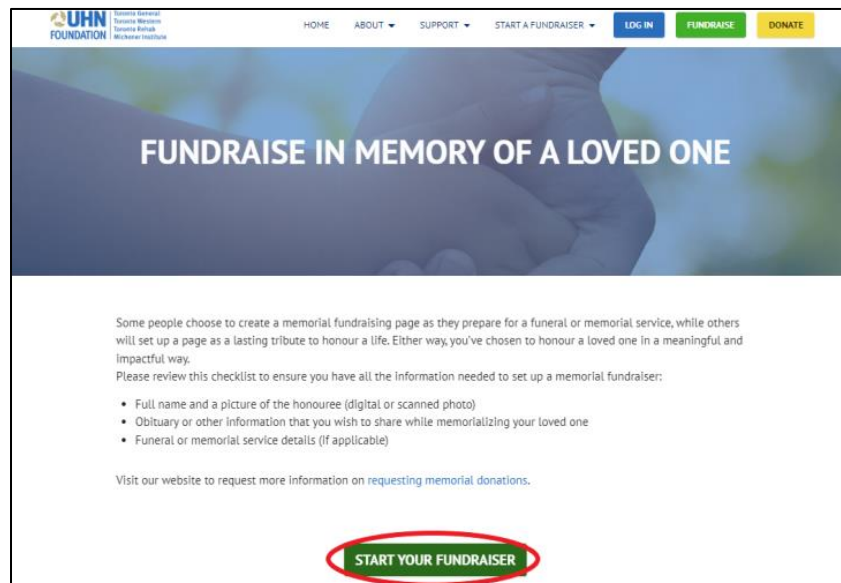 UHN
FOUNDATION
Toronto General
Toronto Western
Toronto Rehab
Michener Institute
HOME ABOUT SUPPORT START A FUNDRAISER LOG IN FUNDRAISE DONATE
FUNDRAISE IN MEMORY OF A LOVED ONE
Some people choose to create a memorial fundraising page as they prepare for a funeral or memorial service, while others
will set up a page as a lasting tribute to honour a life. Either way, you've chosen to honour a loved one in a meaningful and
impactful way.
Please review this checklist to ensure you have all the information needed to set up a memorial fundraiser:
• Full name and a picture of the honouree (digital or scanned photo)
• Obituary or other information that you wish to share while memorializing your loved one
• Funeral or memorial service details (if applicable)
Visit our website to request more information on requesting memorial donations.
START YOUR FUNDRAISER